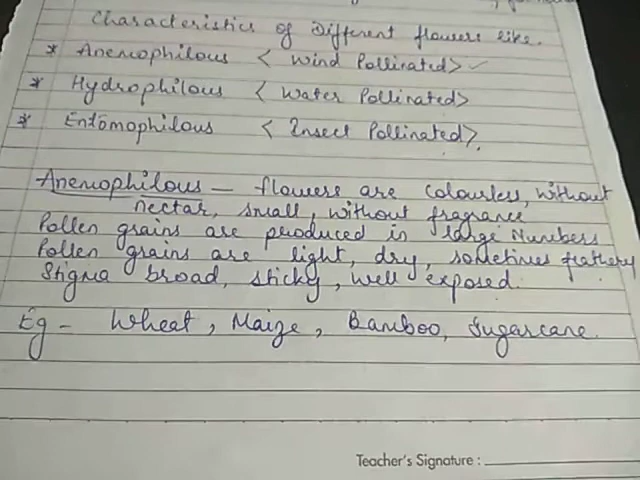 Characteristics of Different flowers like.
* Anemophilous < Wind Pollinated> ✓
* Hydrophilous < Water Pollinated>
* Entomophilous < Insect Pollinated>.
Anemophilous – flowers are Colourless, without
nectar, small, without fragrance
Pollen grains are produced in large Numbers
Pollen grains are light, dry, sometimes feathery
Stigma broad, sticky, well exposed.
Eg – Wheat, Maize, Bamboo, Sugarcane.
Teacher's Signature :